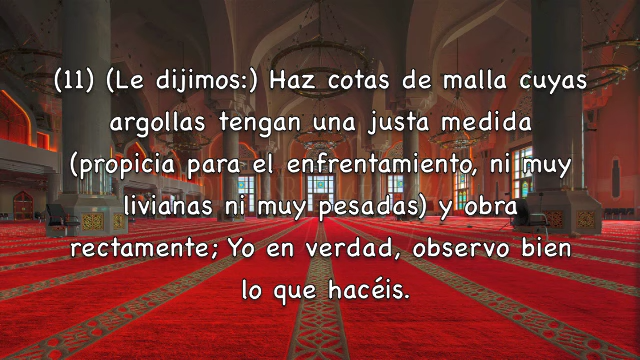 (11) (Le dijimos:) Haz cotas de malla cuyas
argollas tengan una justa medida
(propicia para el enfrentamiento, ni muy
livianas ni muy pesadas) y obra
rectamente; Yo en verdad, observo bien
lo que hacéis.